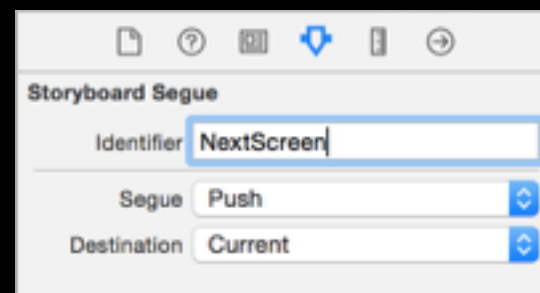 Storyboard Segue
Identifier NextScreen
Segue Push
Destination Current